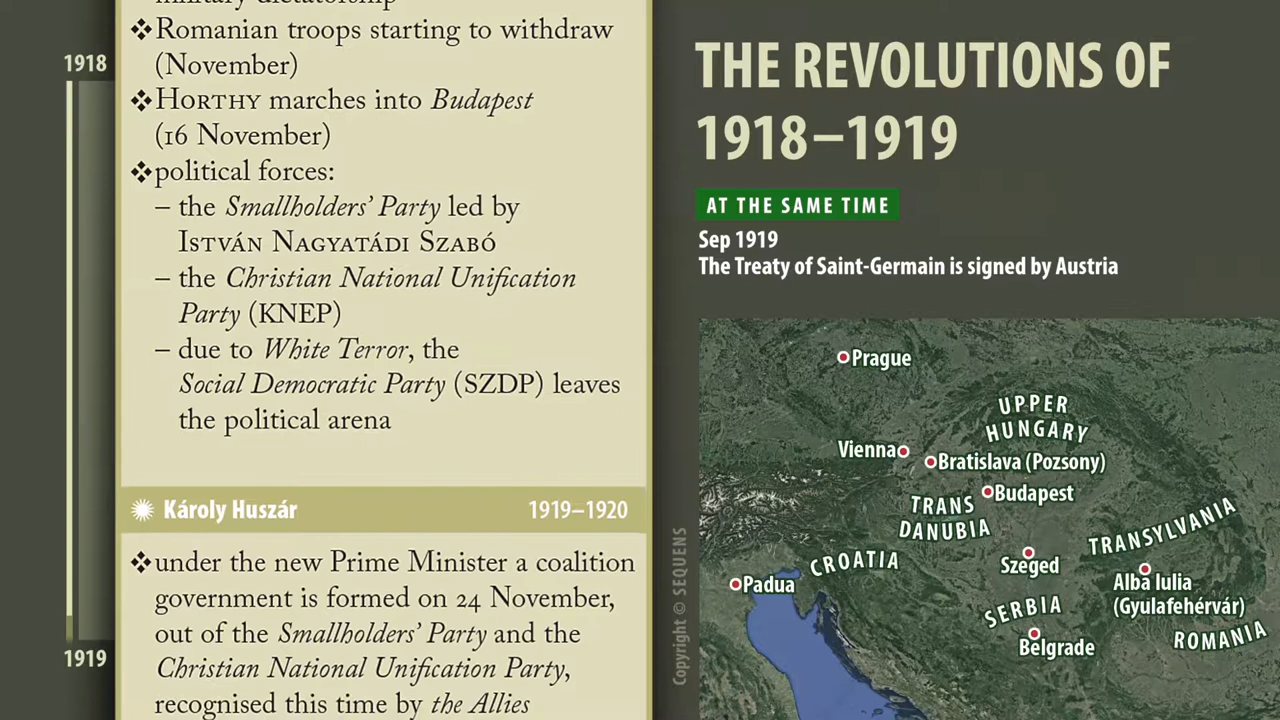 military dictatorship
❖Romanian troops starting to withdraw
(November)
❖HORTHY marches into Budapest
(16 November)
❖political forces:
– the Smallholders’ Party led by
ISTVÁN NAGYATÁDI SZABÓ
– the Christian National Unification
Party (KNEP)
– due to White Terror, the
Social Democratic Party (SZDP) leaves
the political arena
Károly Huszár 1919–1920
❖under the new Prime Minister a coalition
government is formed on 24 November,
out of the Smallholders’ Party and the
Christian National Unification Party,
recognised this time by the Allies
1918
1919
THE REVOLUTIONS OF
1918–1919
AT THE SAME TIME
Sep 1919
The Treaty of Saint-Germain is signed by Austria
Prague
UPPER
HUNGARY
Vienna
Bratislava (Pozsony)
Budapest
TRANS
DANUBIA
TRANSYLVANIA
CROATIA
Szeged
Alba Iulia
(Gyulafehérvár)
Padua
SERBIA
ROMANIA
Belgrade
Copyright © SEQUENS